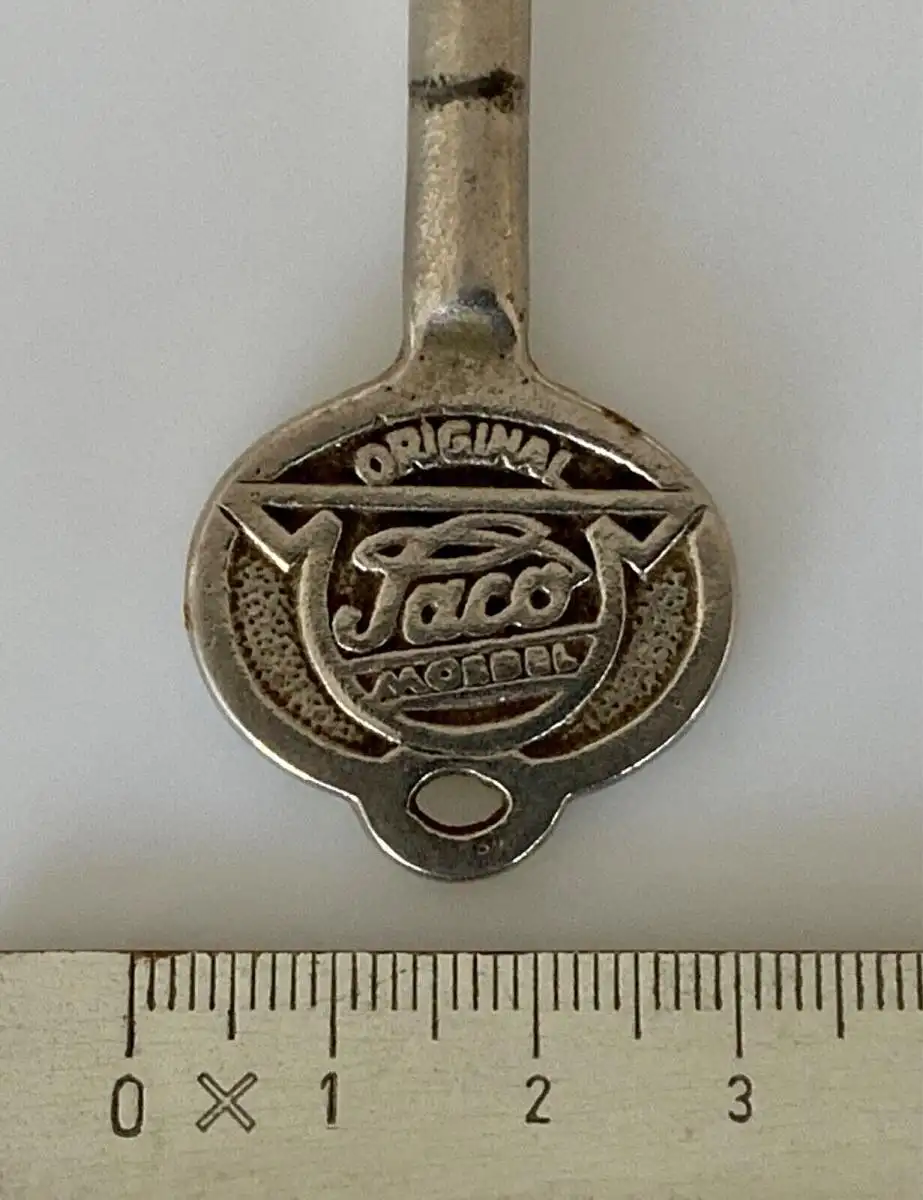 ORIGINAL
Paco
MOEBEL
0 1 2 3